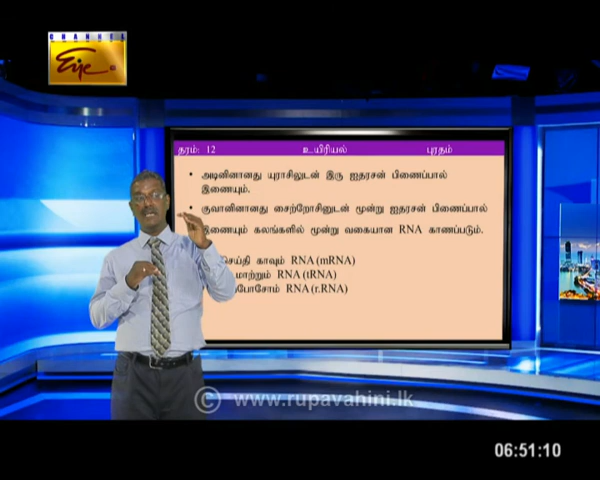 CHANNEL
Eye
தரம்: 12 உயிரியல் புரதம்
• அடினினானது யுராசிலுடன் இரு ஐதரசன் பிணைப்பால்
இணையும்.
• குவானினானது சைற்றோசினுடன் மூன்று ஐதரசன் பிணைப்பால்
இணையும் கலங்களில் மூன்று வகையான RNA காணப்படும்.
செய்தி காவும் RNA (mRNA)
மாற்றும் RNA (tRNA)
போசோம் RNA (r.RNA)
© www.rupavahini.lk
06:51:10